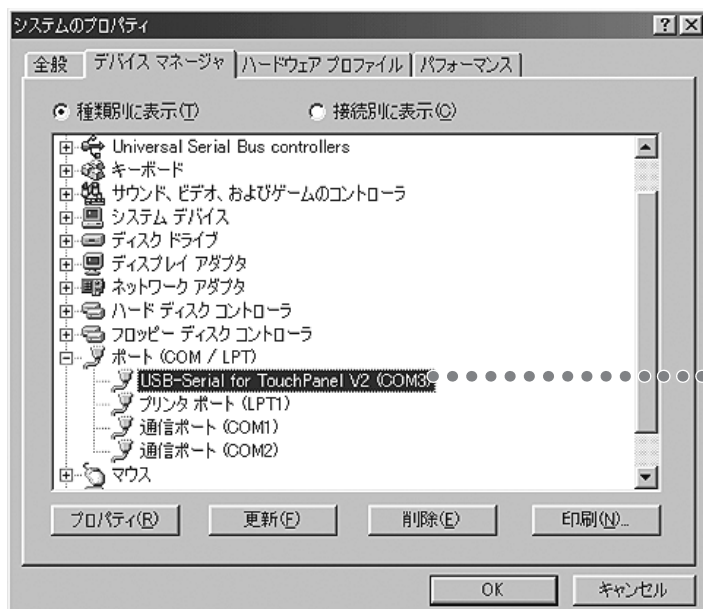 システムのプロパティ
全般 デバイス マネージャ ハードウェア プロファイル パフォーマンス
種類別に表示(T) 接続別に表示(C)
Universal Serial Bus controllers
キーボード
サウンド、ビデオ、およびゲームのコントローラ
システム デバイス
ディスク ドライブ
ディスプレイ アダプタ
ネットワーク アダプタ
ハード ディスク コントローラ
フロッピー ディスク コントローラ
ポート (COM / LPT)
USB-Serial for TouchPanel V2 (COM3)
プリンタ ポート (LPT1)
通信ポート (COM1)
通信ポート (COM2)
マウス
プロパティ(R) 更新(F) 削除(E) 印刷(N)...
OK キャンセル